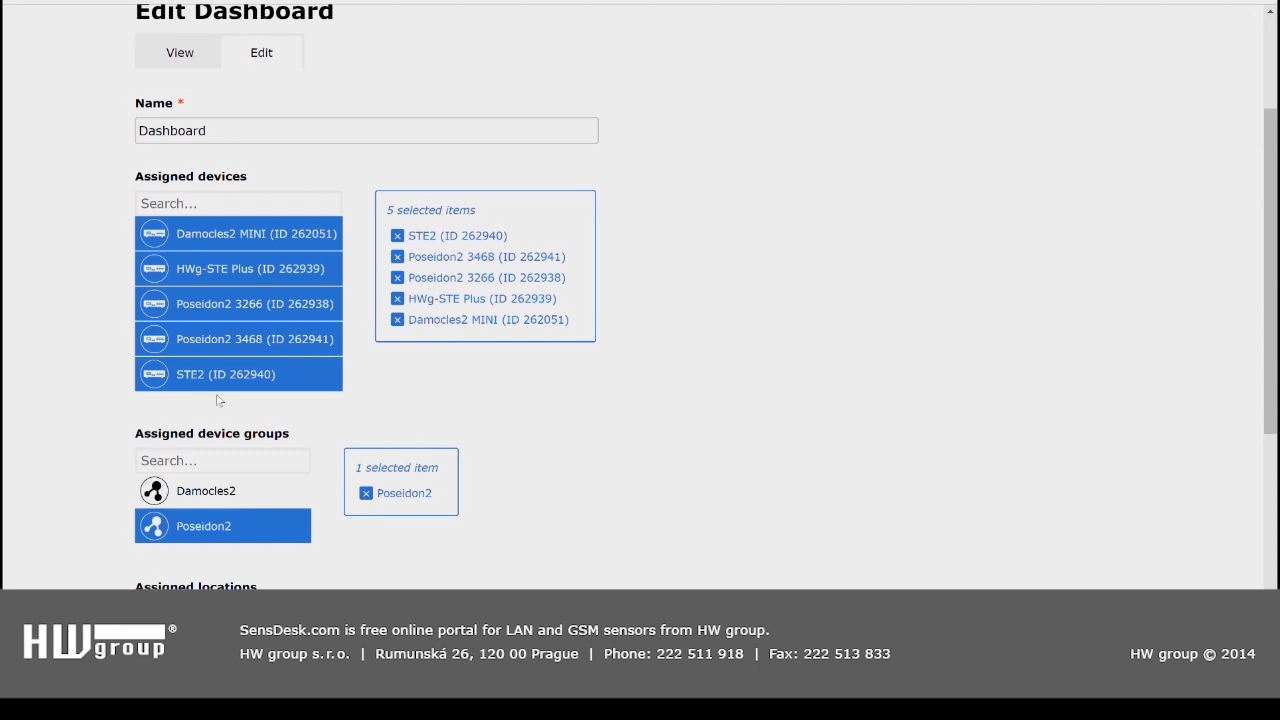 Edit Dashboard
View
Edit
Name *
Dashboard
Assigned devices
Search...
Damocles2 MINI (ID 262051)
HWg-STE Plus (ID 262939)
Poseidon2 3266 (ID 262938)
Poseidon2 3468 (ID 262941)
STE2 (ID 262940)
5 selected items
STE2 (ID 262940)
Poseidon2 3468 (ID 262941)
Poseidon2 3266 (ID 262938)
HWg-STE Plus (ID 262939)
Damocles2 MINI (ID 262051)
Assigned device groups
Search...
Damocles2
Poseidon2
1 selected item
Poseidon2
Assigned locations
HW group ®
SensDesk.com is free online portal for LAN and GSM sensors from HW group.
HW group s.r.o. | Rumunská 26, 120 00 Prague | Phone: 222 511 918 | Fax: 222 513 833
HW group © 2014